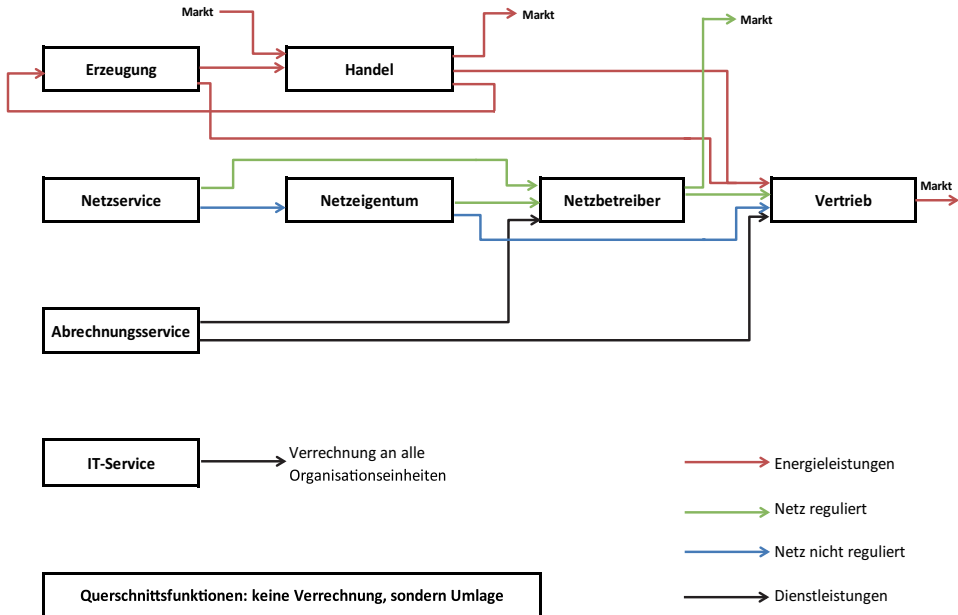 Markt
Markt
Markt
Erzeugung
Handel
Netzservice
Netzeigentum
Netzbetreiber
Vertrieb
Markt
Abrechnungsservice
IT-Service
Verrechnung an alle
Organisationseinheiten
Energieleistungen
Netz reguliert
Netz nicht reguliert
Dienstleistungen
Querschnittsfunktionen: keine Verrechnung, sondern Umlage